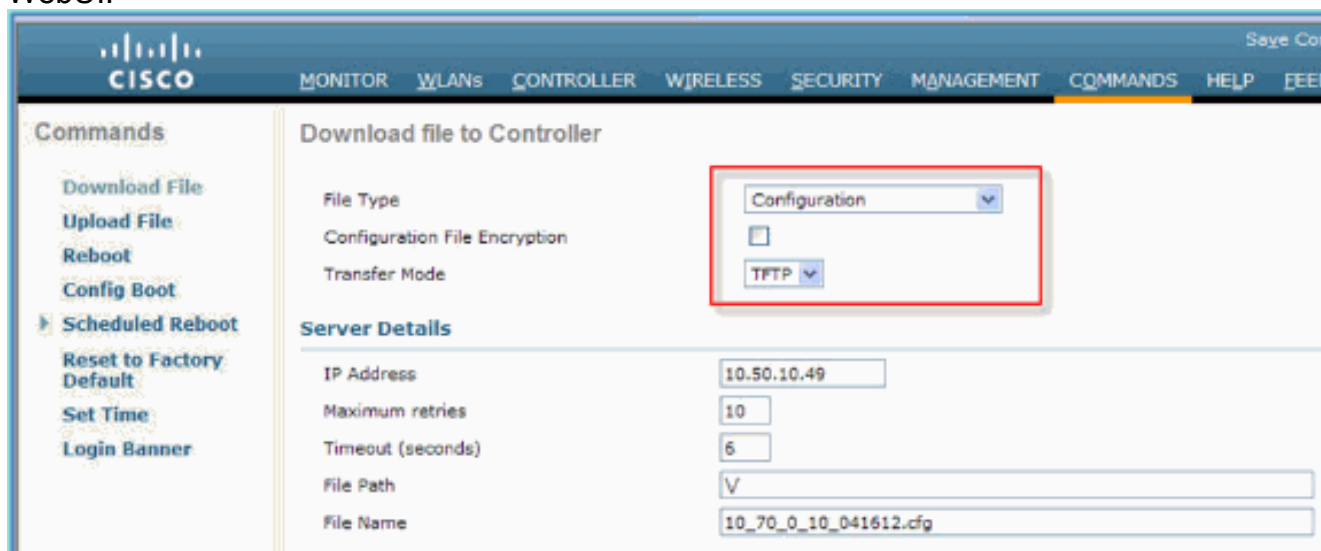 Save Co
CISCO
MONITOR WLANs CONTROLLER WIRELESS SECURITY MANAGEMENT COMMANDS HELP FEE
Commands
Download File
Upload File
Reboot
Config Boot
Scheduled Reboot
Reset to Factory
Default
Set Time
Login Banner
Download file to Controller
File Type Configuration
Configuration File Encryption
Transfer Mode TFTP
Server Details
IP Address 10.50.10.49
Maximum retries 10
Timeout (seconds) 6
File Path \/
File Name 10_70_0_10_041612.cfg